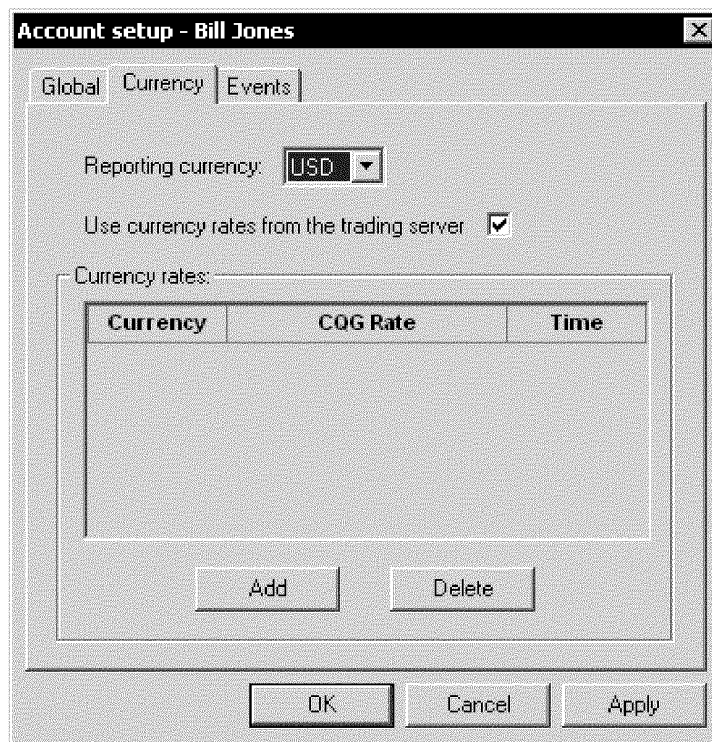 Account setup - Bill Jones
Global Currency Events
Reporting currency: USD
Use currency rates from the trading server
Currency rates:
Currency CQG Rate Time
Add Delete
OK Cancel Apply